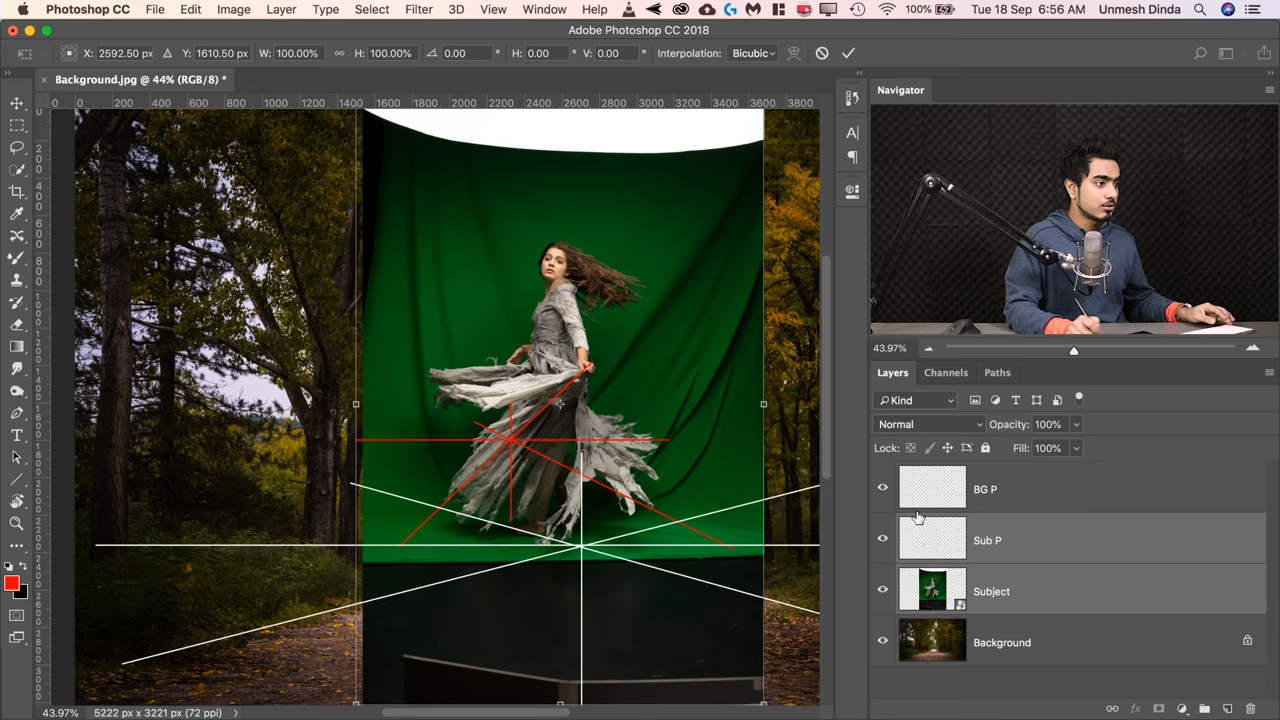 Photoshop CC File Edit Image Layer Type Select Filter 3D View Window Help 100% Tue 18 Sep 6:56 AM Unmesh Dinda
Adobe Photoshop CC 2018
X: 2592.50 px Y: 1610.50 px W: 100.00% H: 100.00% 0.00 ° H: 0.00 ° V: 0.00 ° Interpolation: Bicubic
Background.jpg @ 44% (RGB/8) *
Navigator
0 0 200 400 600 800 1000 1200 1400 1600 1800 2000 2200 2400 2600 2800 3000 3200 3400 3600 3800
43.97%
Layers Channels Paths
Kind
Normal Opacity: 100%
Lock: Fill: 100%
BG P
Sub P
Subject
Background
43.97% 5222 px x 3221 px (72 ppi)